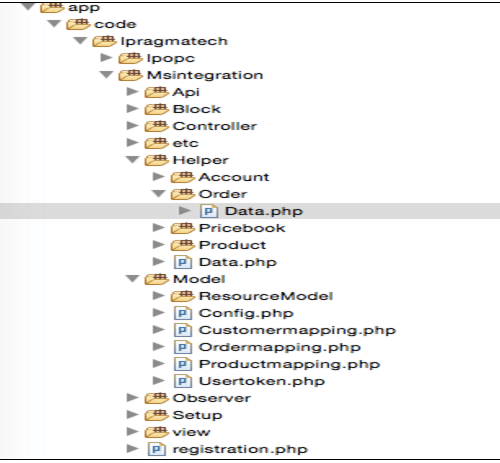 app
code
Ipragmatech
Ipopc
Msintegration
Api
Block
Controller
etc
Helper
Account
Order
Data.php
Pricebook
Product
Data.php
Model
ResourceModel
Config.php
Customermapping.php
Ordermapping.php
Productmapping.php
Usertoken.php
Observer
Setup
view
registration.php